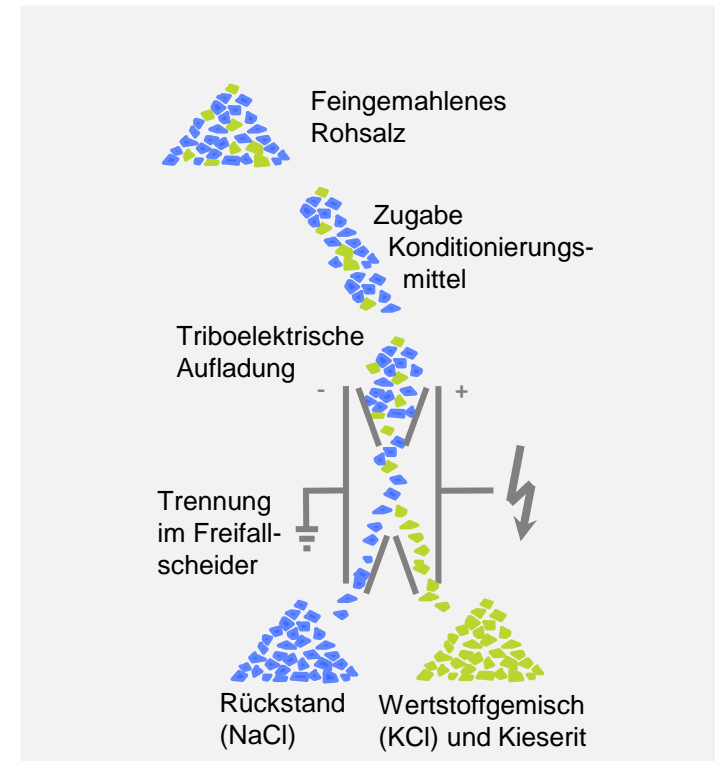 Feingemahlenes
Rohsalz
Zugabe
Konditionierungs-
mittel
Triboelektrische
Aufladung
- +
Trennung
im Freifall-
scheider
Rückstand
(NaCl)
Wertstoffgemisch
(KCl) und Kieserit